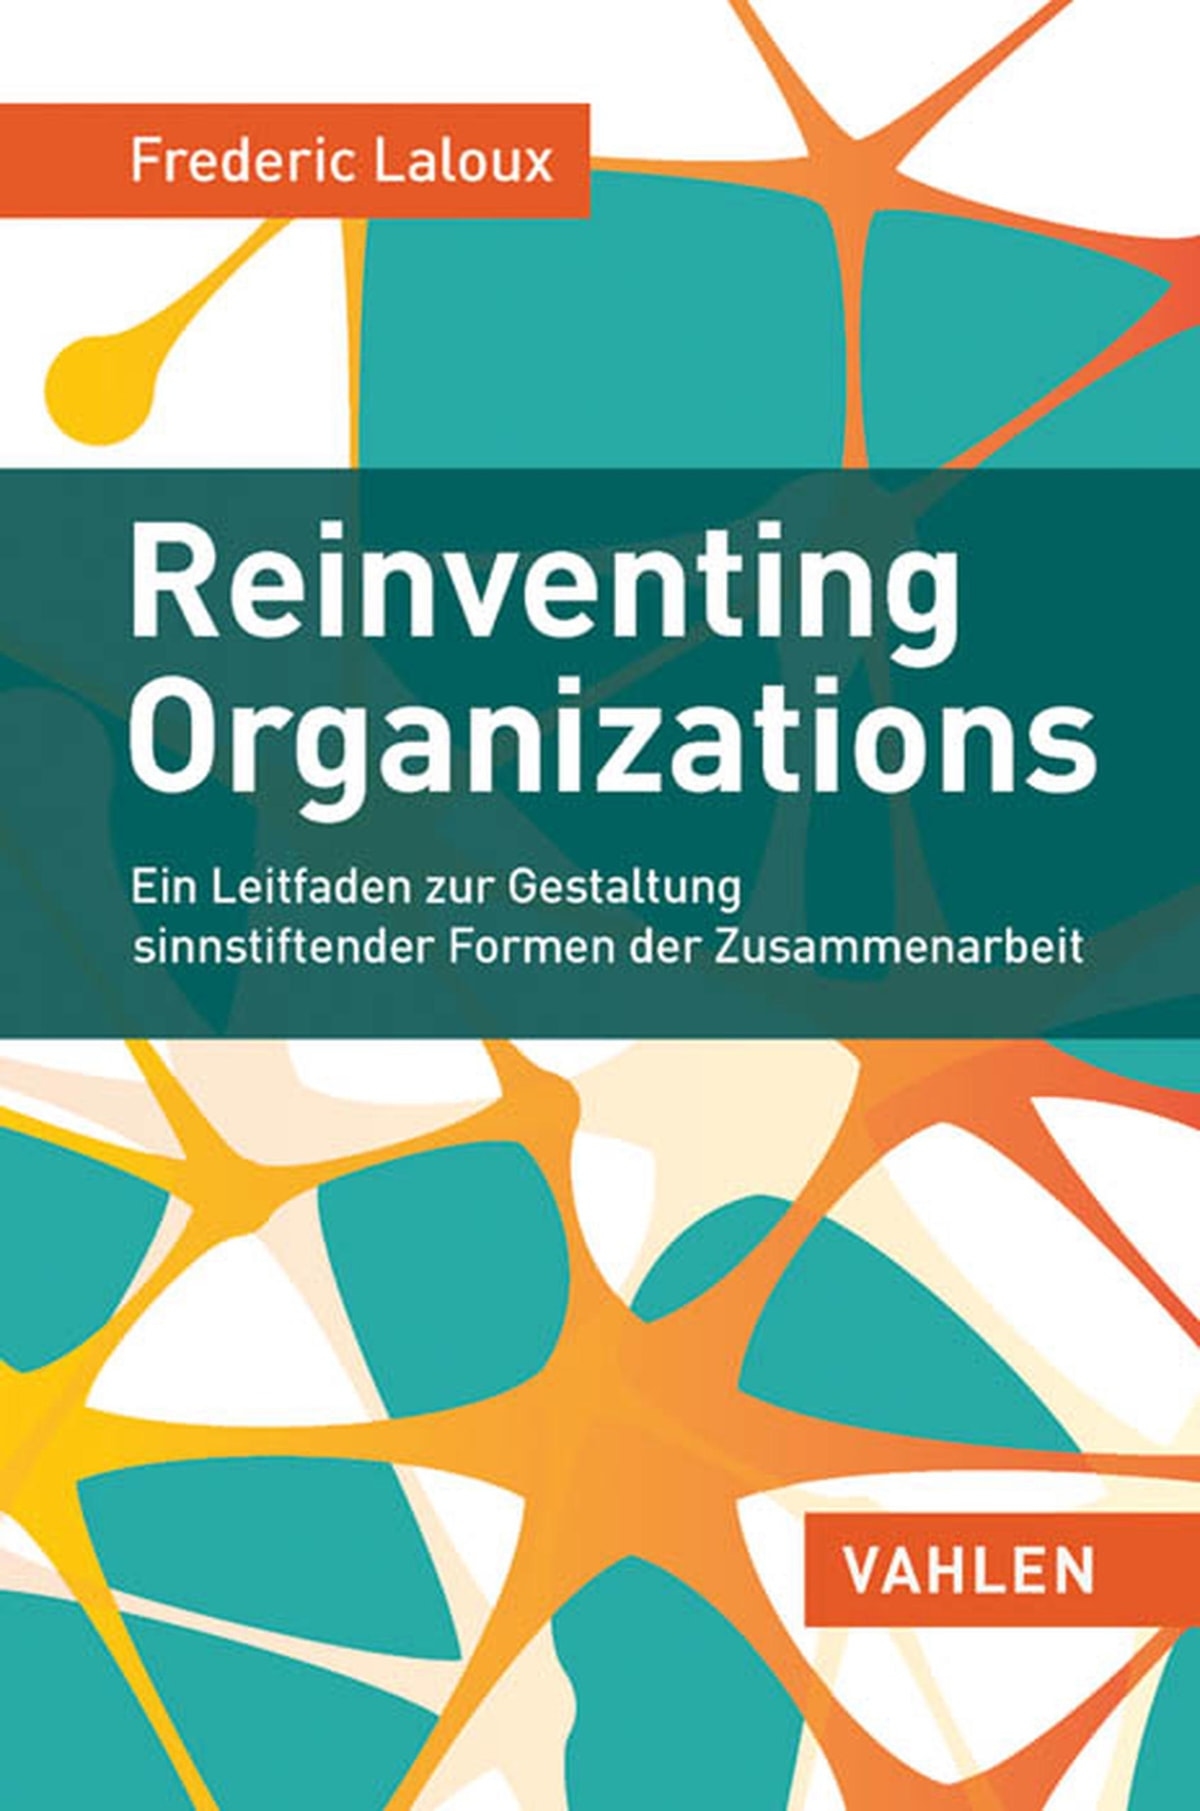 Frederic Laloux
Reinventing
Organizations
Ein Leitfaden zur Gestaltung
sinnstiftender Formen der Zusammenarbeit
VAHLEN